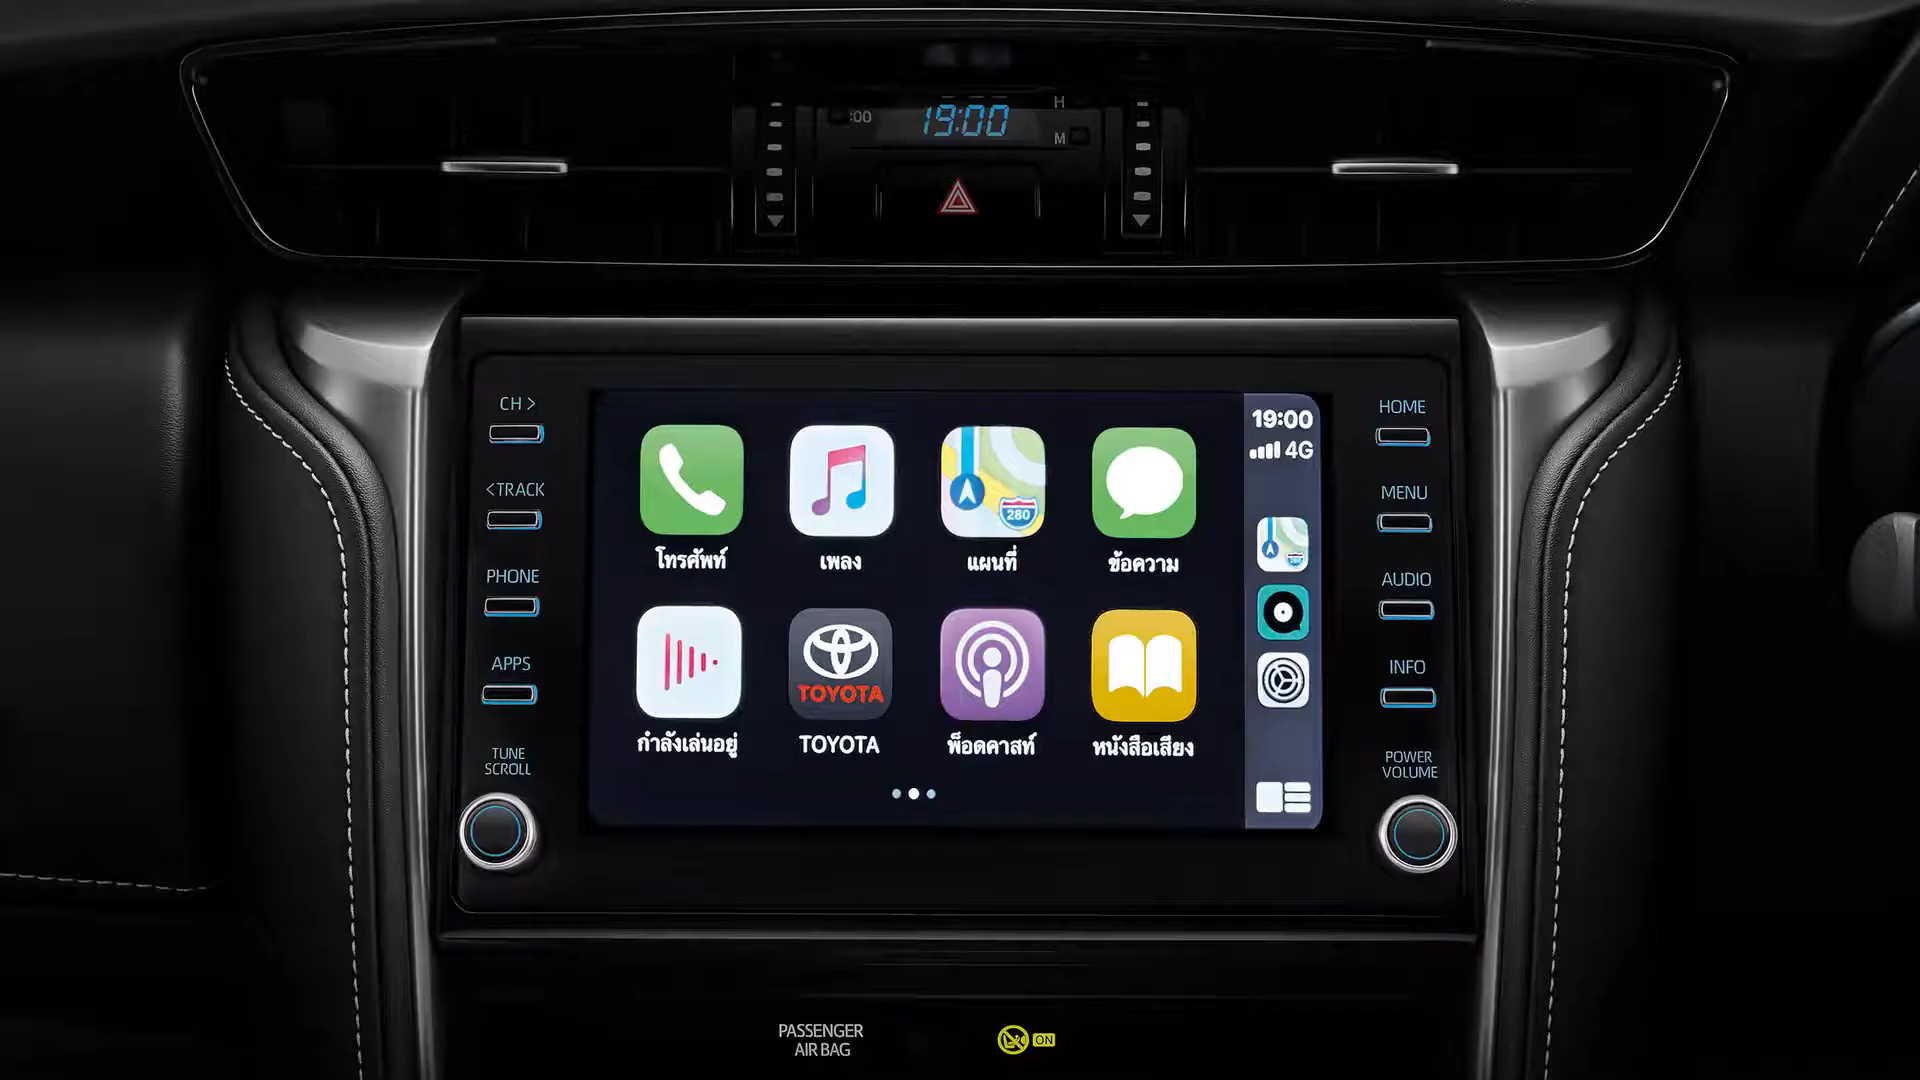 :00
19:00
H
M
CH >
<TRACK
PHONE
APPS
TUNE
SCROLL
โทรศัพท์
เพลง
แผนที่
280
ข้อความ
กำลังเล่นอยู่
TOYOTA
TOYOTA
พ็อดคาสท์
หนังสือเสียง
19:00
4G
280
HOME
MENU
AUDIO
INFO
POWER
VOLUME
PASSENGER
AIR BAG
ON